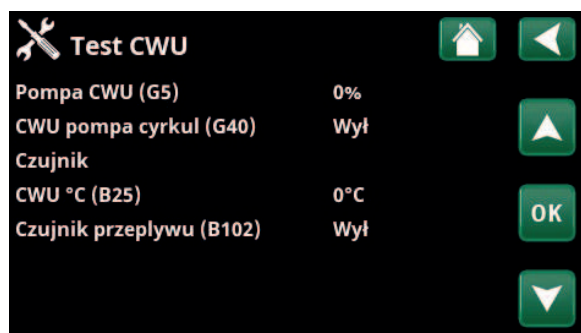 Test CWU
Pompa CWU (G5) 0%
CWU pompa cyrkul (G40) Wył
Czujnik
CWU °C (B25) 0°C
Czujnik przeplywu (B102) Wył
OK